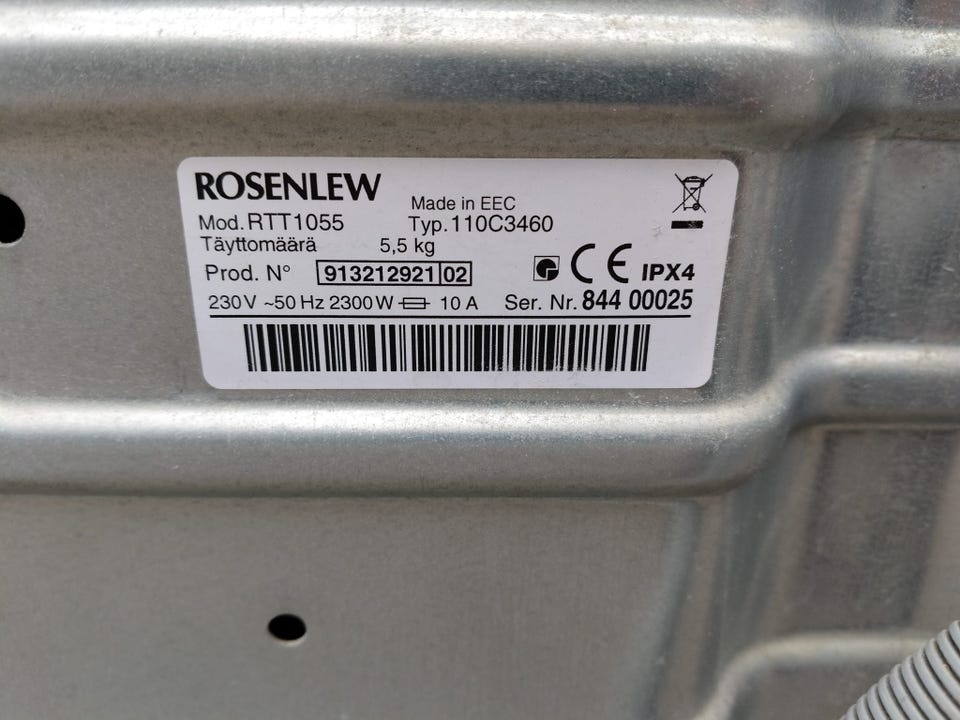 ROSENLEW
Made in EEC
Mod. RTT1055 Typ. 110C3460
Täyttomäärä 5,5 kg
Prod. N° 913212921 02
CE IPX4
230 V ~50 Hz 2300 W 10 A Ser. Nr. 844 00025